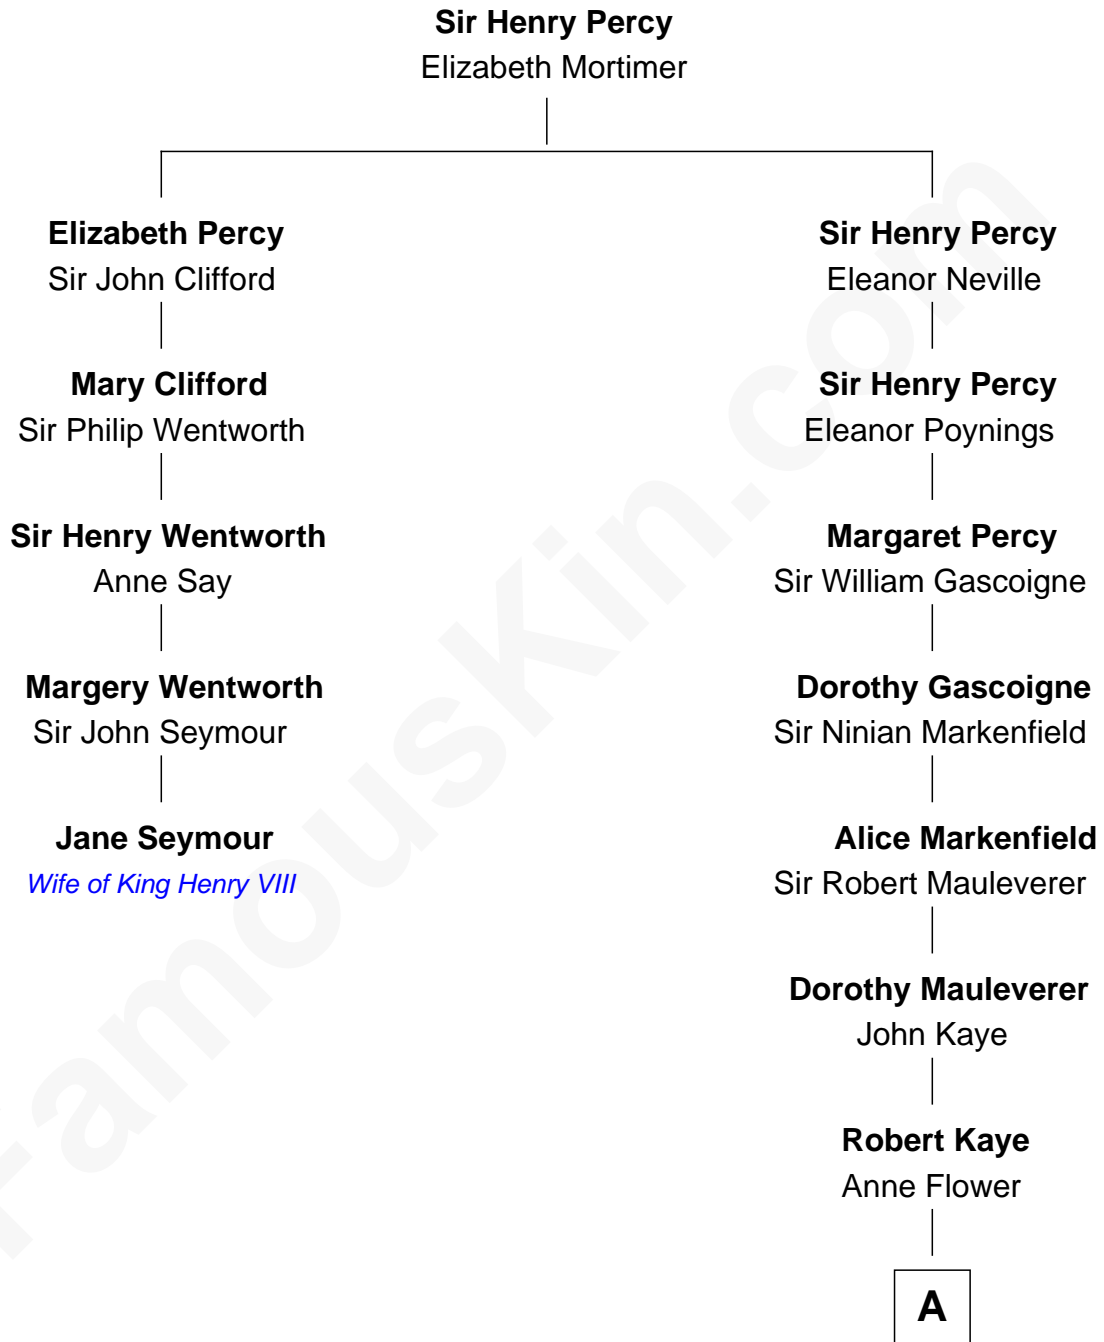 Sir Henry Percy
Elizabeth Mortimer
Elizabeth Percy
Sir John Clifford
Mary Clifford
Sir Philip Wentworth
Sir Henry Wentworth
Anne Say
Margery Wentworth
Sir John Seymour
Jane Seymour
Wife of King Henry VIII
Sir Henry Percy
Eleanor Neville
Sir Henry Percy
Eleanor Poynings
Margaret Percy
Sir William Gascoigne
Dorothy Gascoigne
Sir Ninian Markenfield
Alice Markenfield
Sir Robert Mauleverer
Dorothy Mauleverer
John Kaye
Robert Kaye
Anne Flower
A
FamousKin.com